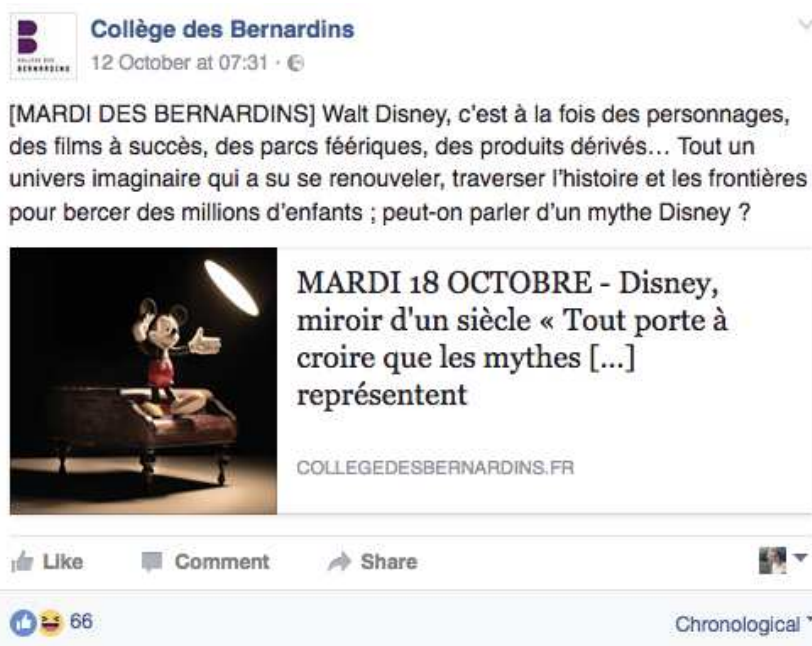 Collège des Bernardins
12 October at 07:31 ·
COLLÈGE DES
BERNARDINS
[MARDI DES BERNARDINS] Walt Disney, c'est à la fois des personnages,
des films à succès, des parcs féériques, des produits dérivés… Tout un
univers imaginaire qui a su se renouveler, traverser l'histoire et les frontières
pour bercer des millions d'enfants ; peut-on parler d'un mythe Disney ?
MARDI 18 OCTOBRE - Disney,
miroir d'un siècle « Tout porte à
croire que les mythes [...]
représentent
COLLEGEDESBERNARDINS.FR
Like Comment Share
66 Chronological